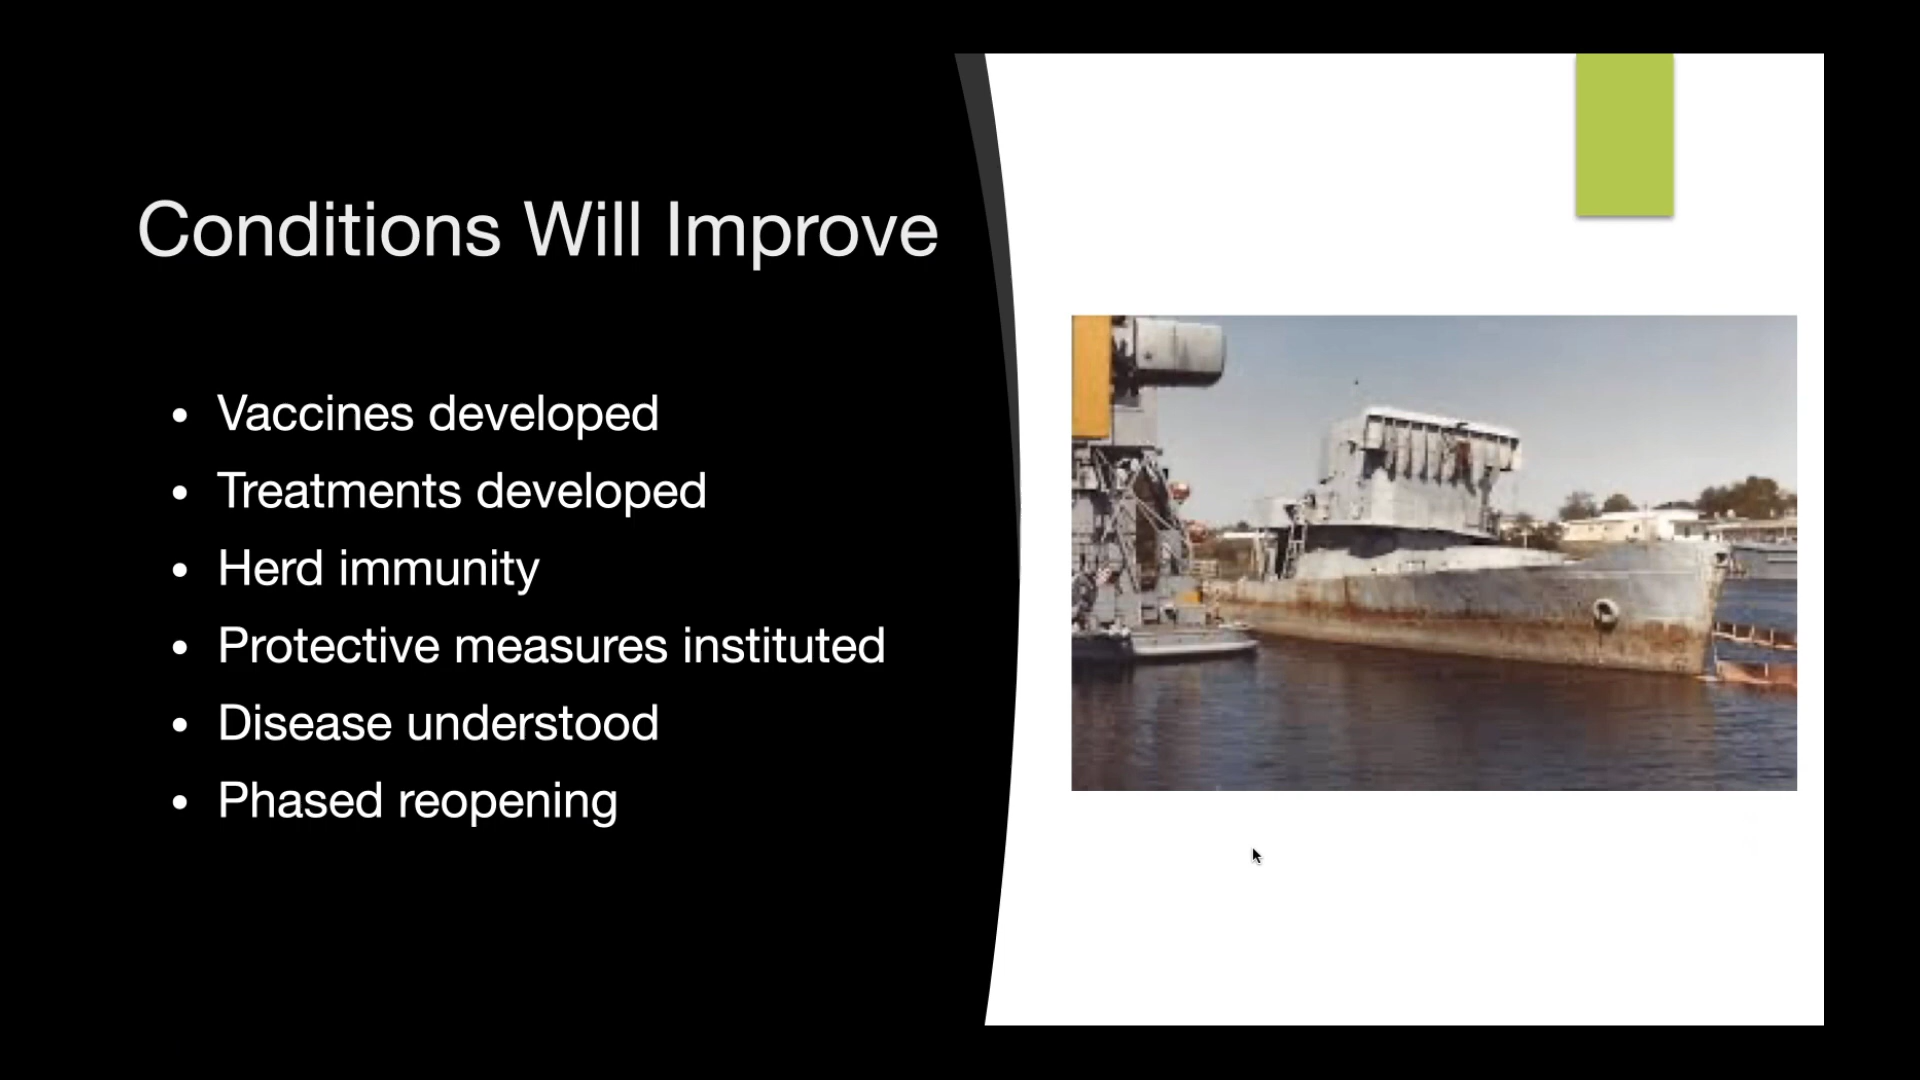 Conditions Will Improve
• Vaccines developed
• Treatments developed
• Herd immunity
• Protective measures instituted
• Disease understood
• Phased reopening